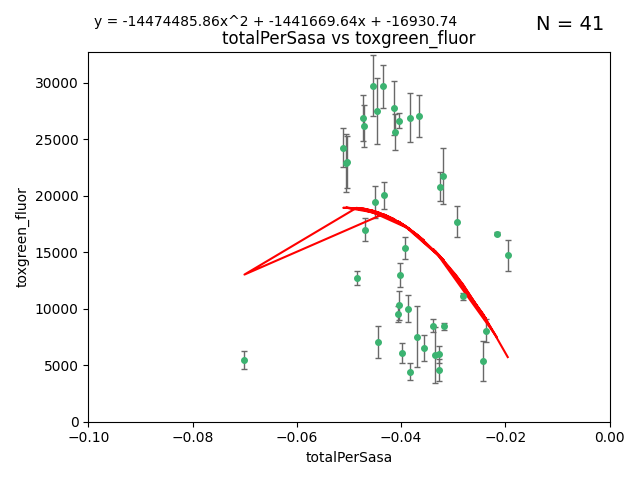 y = -14474485.86x^2 + -1441669.64x + -16930.74
N = 41
totalPerSasa vs toxgreen_fluor
30000
25000
20000
15000
10000
5000
0
toxgreen_fluor
−0.10 −0.08 −0.06 −0.04 −0.02 0.00
totalPerSasa